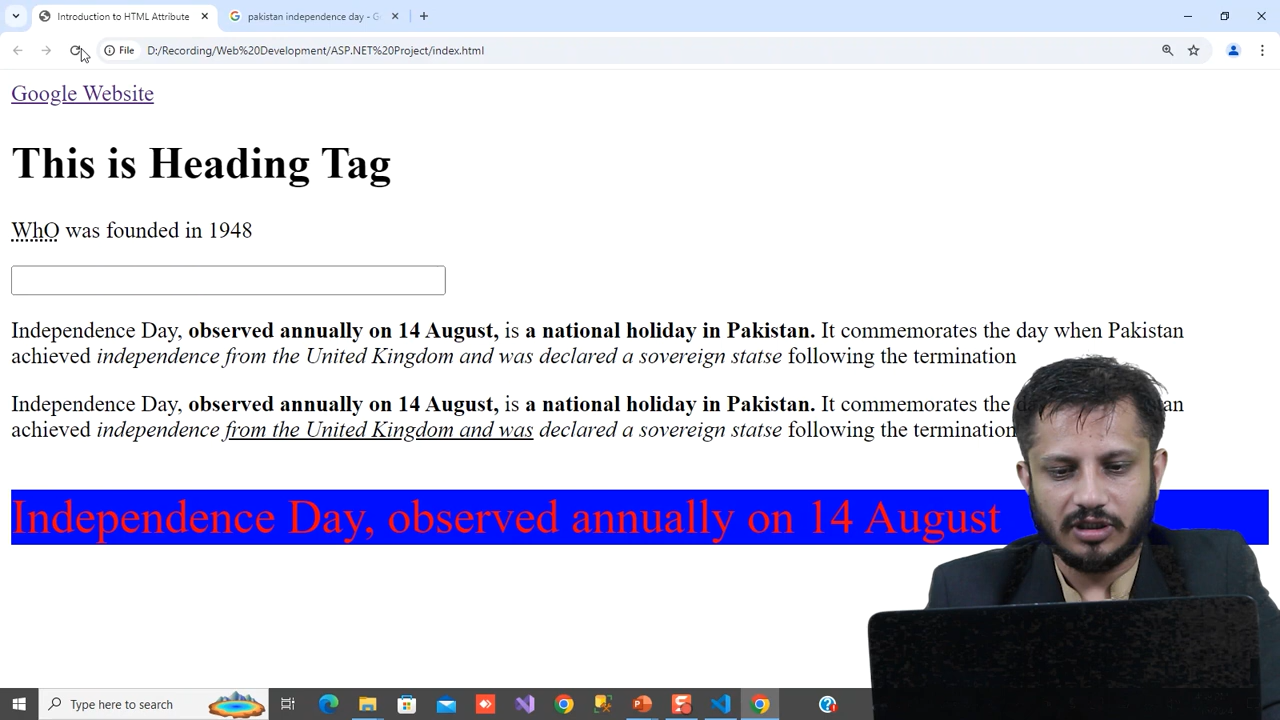 Introduction to HTML Attribute
pakistan independence day - G
File
D:/Recording/Web%20Development/ASP.NET%20Project/index.html
Google Website
This is Heading Tag
WhO was founded in 1948
Independence Day, observed annually on 14 August, is a national holiday in Pakistan. It commemorates the day when Pakistan
achieved independence from the United Kingdom and was declared a sovereign statse following the termination
Independence Day, observed annually on 14 August, is a national holiday in Pakistan. It commemorates the
achieved independence from the United Kingdom and was declared a sovereign statse following the termination
Independence Day, observed annually on 14 August
Type here to search